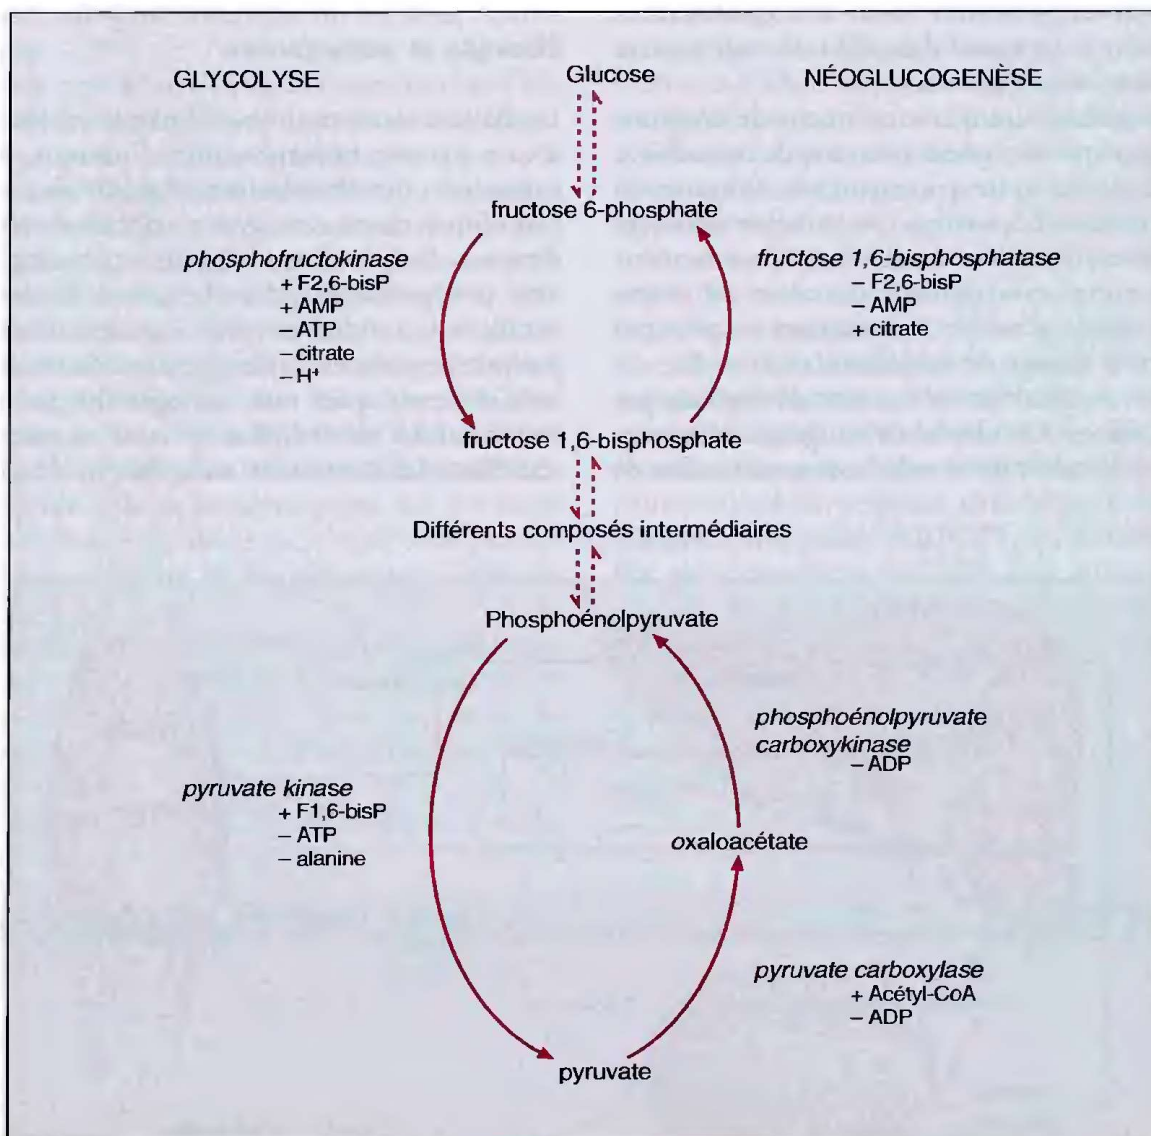 GLYCOLYSE
Glucose
NÉOGLUCOGENÈSE
fructose 6-phosphate
phosphofructokinase
+ F2,6-bisP
+ AMP
– ATP
– citrate
– H⁺
fructose 1,6-bisphosphatase
– F2,6-bisP
– AMP
+ citrate
fructose 1,6-bisphosphate
Différents composés intermédiaires
Phosphoénolpyruvate
phosphoénolpyruvate
carboxykinase
– ADP
pyruvate kinase
+ F1,6-bisP
– ATP
– alanine
oxaloacétate
pyruvate carboxylase
+ Acétyl-CoA
– ADP
pyruvate